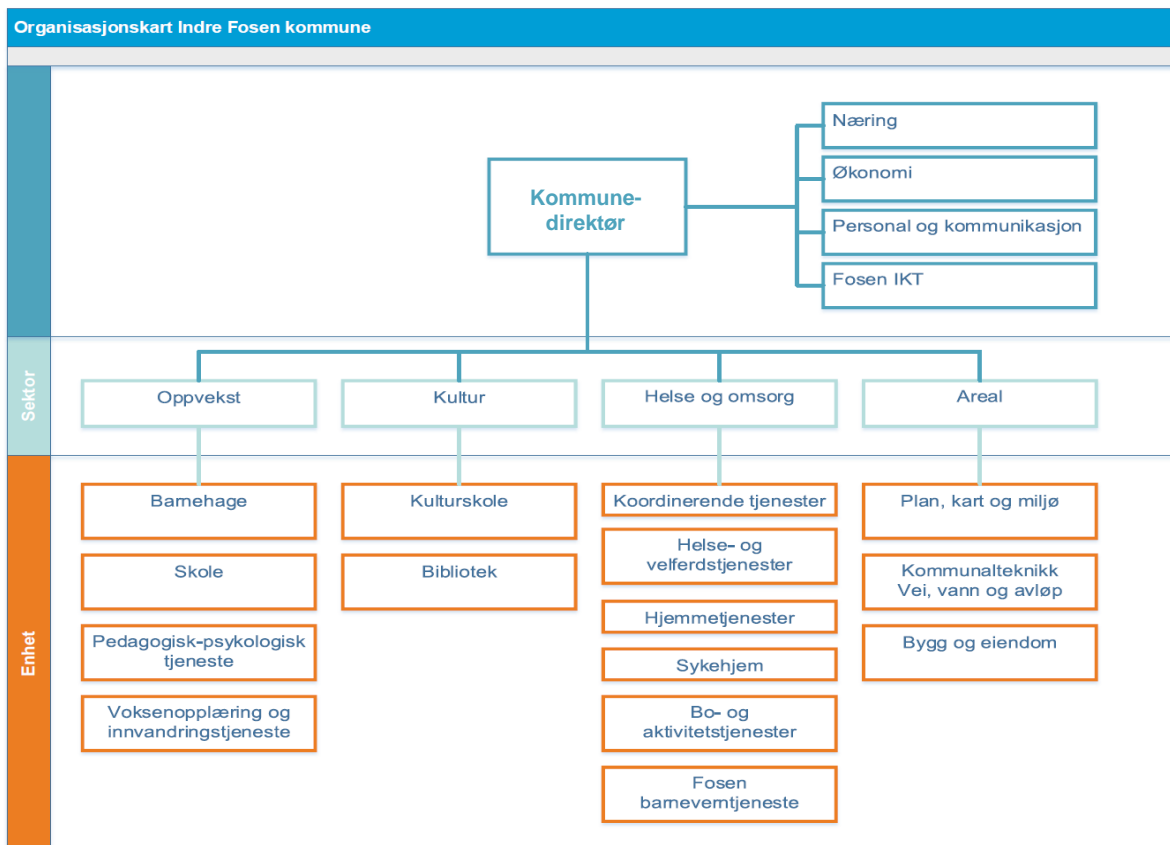 Organisasjonskart Indre Fosen kommune
Næring
Økonomi
Personal og kommunikasjon
Fosen IKT
Kommune-
direktør
Sektor
Oppvekst
Kultur
Helse og omsorg
Areal
Enhet
Barnehage
Skole
Pedagogisk-psykologisk
tjeneste
Voksenopplæring og
innvandringstjeneste
Kulturskole
Bibliotek
Koordinerende tjenester
Helse- og
velferdstjenester
Hjemmetjenester
Sykehjem
Bo- og
aktivitetstjenester
Fosen
barneverntjeneste
Plan, kart og miljø
Kommunalteknikk
Vei, vann og avløp
Bygg og eiendom